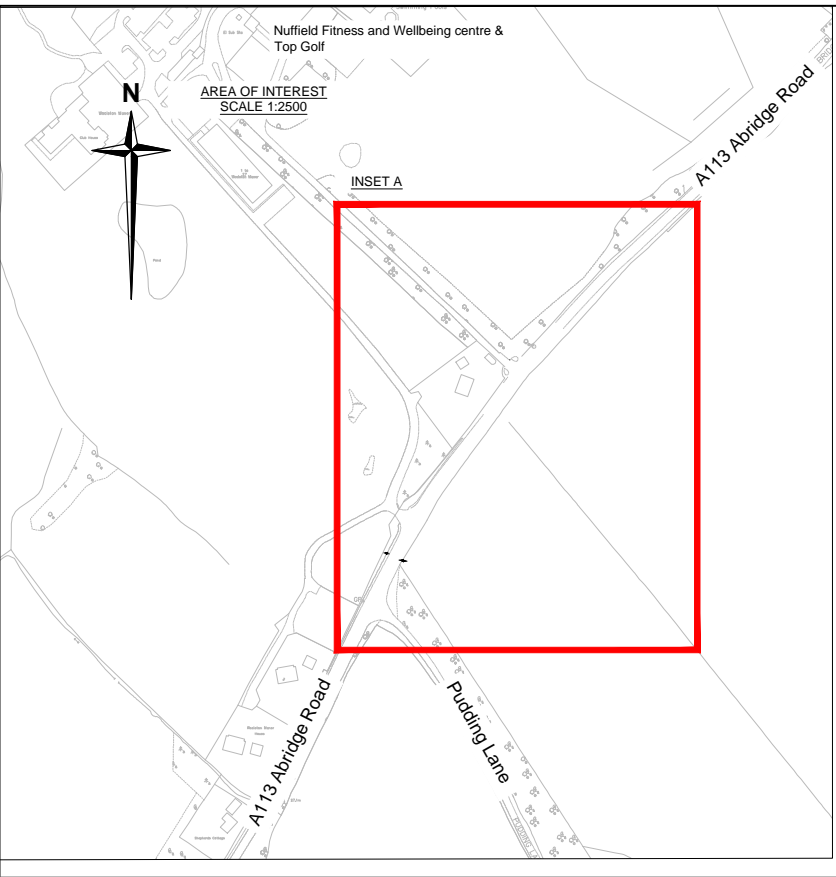 Nuffield Fitness and Wellbeing centre &
Top Golf
N
AREA OF INTEREST
SCALE 1:2500
INSET A
A113 Abridge Road
A113 Abridge Road
Pudding Lane